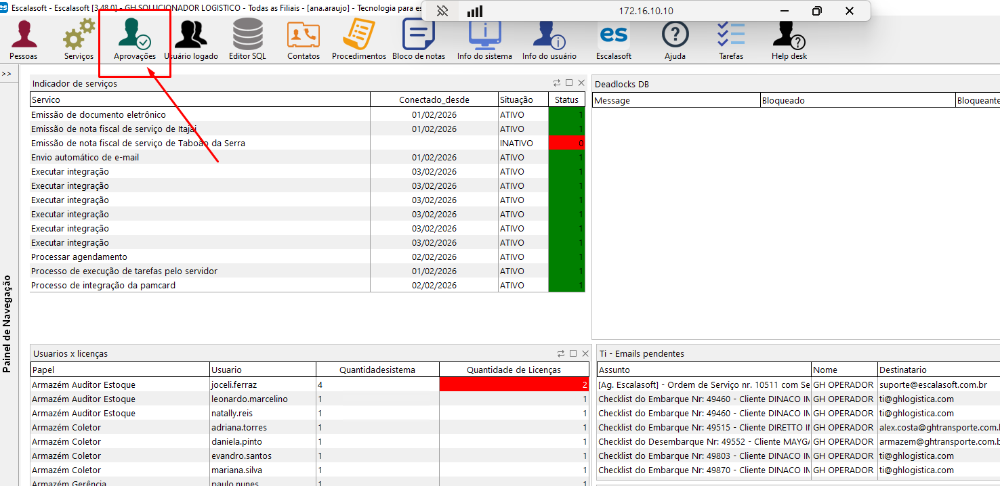 es Escalasoft - Escalasoft [3.48.0] - GH SOLUCIONADOR LOGISTICO - Todas as Filiais - [ana.araujo] - Tecnologia para es
172.16.10.10
Pessoas
Serviços
Aprovações
Usuário logado
Editor SQL
Contatos
Procedimentos
Bloco de notas
Info do sistema
Info do usuário
es
Escalasoft
Ajuda
Tarefas
Help desk
>>
Painel de Navegação
Indicador de serviços
Servico Conectado_desde Situação Status
Emissão de documento eletrônico 01/02/2026 ATIVO 1
Emissão de nota fiscal de serviço de Itajaí 01/02/2026 ATIVO 1
Emissão de nota fiscal de serviço de Taboão da Serra INATIVO 0
Envio automático de e-mail 01/02/2026 ATIVO 1
Executar integração 03/02/2026 ATIVO 1
Executar integração 03/02/2026 ATIVO 1
Executar integração 03/02/2026 ATIVO 1
Executar integração 03/02/2026 ATIVO 1
Executar integração 03/02/2026 ATIVO 1
Executar integração 03/02/2026 ATIVO 1
Processar agendamento 02/02/2026 ATIVO 1
Processo de execução de tarefas pelo servidor 01/02/2026 ATIVO 1
Processo de integração da pamcard 02/02/2026 ATIVO 1
Deadlocks DB
Message Bloqueado Bloqueante
Usuarios x licenças
Papel Usuario Quantidadesistema Quantidade de Licenças
Armazém Auditor Estoque joceli.ferraz 4 2
Armazém Auditor Estoque leonardo.marcelino 1 1
Armazém Auditor Estoque natally.reis 1 1
Armazém Coletor adriana.torres 1 1
Armazém Coletor daniela.pinto 1 1
Armazém Coletor evandro.santos 1 1
Armazém Coletor mariana.silva 1 1
Armazém Gerência paulo.nunes 1 1
Ti - Emails pendentes
Assunto Nome Destinatario
[Ag. Escalasoft] - Ordem de Serviço nr. 10511 com Se GH OPERADOR suporte@escalasoft.com.br
Checklist do Embarque Nr: 49460 - Cliente DINACO IM GH OPERADOR ti@ghlogistica.com
Checklist do Embarque Nr: 49460 - Cliente DINACO IM GH OPERADOR ti@ghlogistica.com
Checklist do Embarque Nr: 49515 - Cliente DIRETTO IM GH OPERADOR alex.costa@ghtransporte.com.
Checklist do Desembarque Nr: 49552 - Cliente MAYGA GH OPERADOR armazem@ghtransporte.com.b
Checklist do Embarque Nr: 49803 - Cliente DINACO IM GH OPERADOR ti@ghlogistica.com
Checklist do Embarque Nr: 49870 - Cliente DINACO IM GH OPERADOR ti@ghlogistica.com